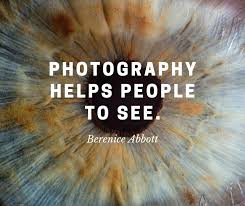 PHOTOGRAPHY
HELPS PEOPLE
TO SEE.
Berenice Abbott